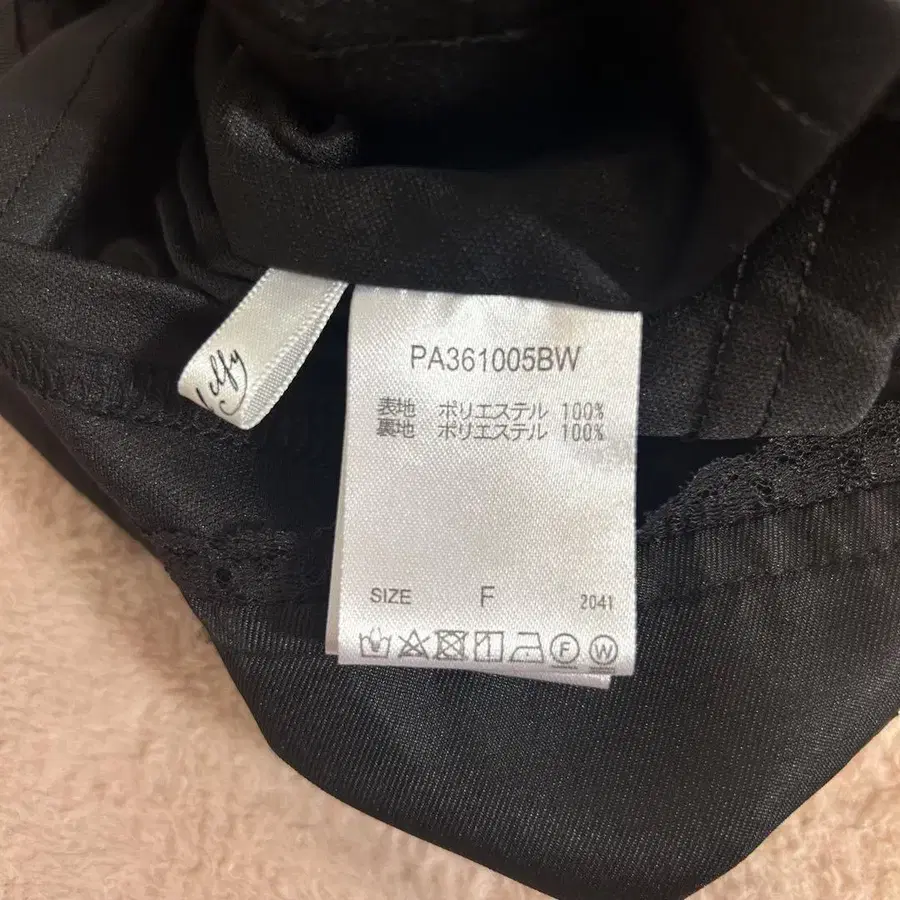 PA361005BW
表地 ポリエステル 100%
裏地 ポリエステル 100%
SIZE F 2041
F W